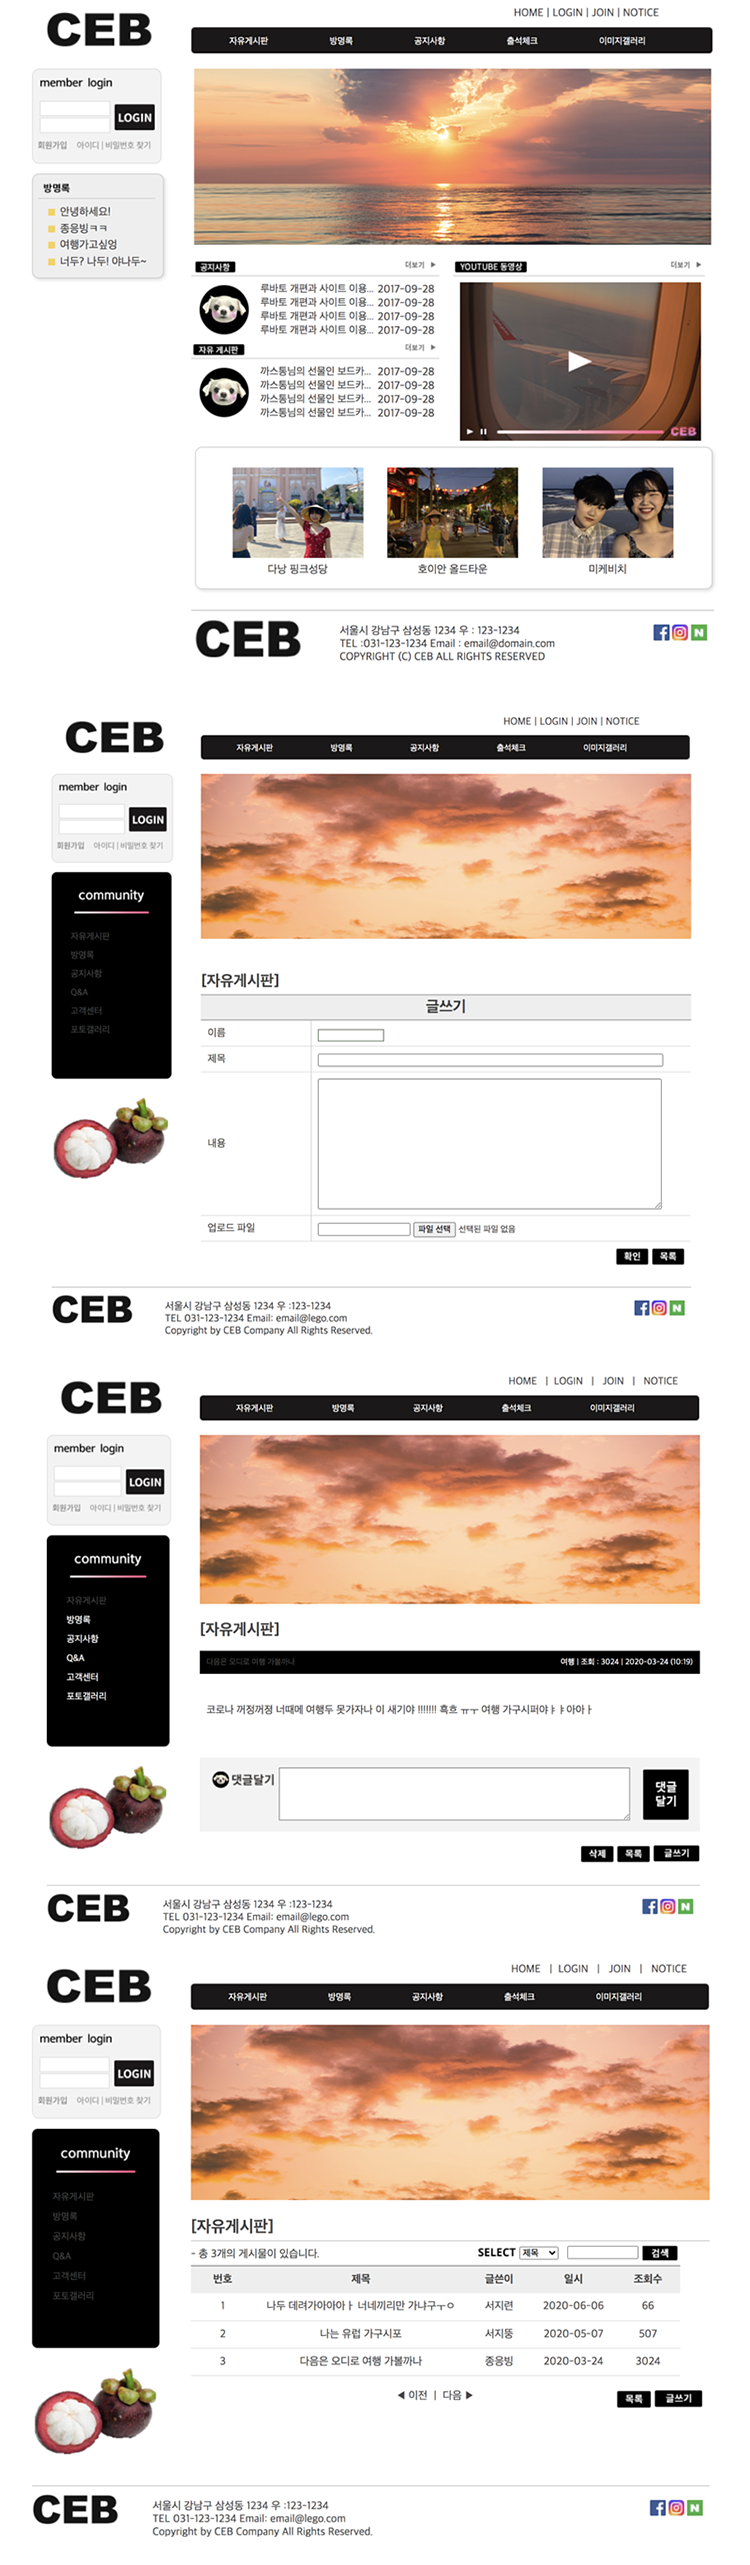 CEB
HOME | LOGIN | JOIN | NOTICE
자유게시판 방명록 공지사항 출석체크 이미지갤러리
member login
LOGIN
회원가입 아이디 | 비밀번호 찾기
방명록
안녕하세요!
종응빙ㅋㅋ
여행가고싶엉
너두? 나두! 야나두~
공지사항 더보기 ▶
루바토 개편과 사이트 이용... 2017-09-28
루바토 개편과 사이트 이용... 2017-09-28
루바토 개편과 사이트 이용... 2017-09-28
루바토 개편과 사이트 이용... 2017-09-28
자유 게시판 더보기 ▶
까스통님의 선물인 보드카... 2017-09-28
까스통님의 선물인 보드카... 2017-09-28
까스통님의 선물인 보드카... 2017-09-28
까스통님의 선물인 보드카... 2017-09-28
YOUTUBE 동영상 더보기 ▶
CEB
다낭 핑크성당 호이안 올드타운 미케비치
CEB
서울시 강남구 삼성동 1234 우 : 123-1234
TEL :031-123-1234 Email : email@domain.com
COPYRIGHT (C) CEB ALL RIGHTS RESERVED
CEB
HOME | LOGIN | JOIN | NOTICE
자유게시판 방명록 공지사항 출석체크 이미지갤러리
member login
LOGIN
회원가입 아이디 | 비밀번호 찾기
community
자유게시판
방명록
공지사항
Q&A
고객센터
포토갤러리
[자유게시판]
글쓰기
이름
제목
내용
업로드 파일 파일 선택 선택된 파일 없음
확인 목록
CEB
서울시 강남구 삼성동 1234 우 :123-1234
TEL 031-123-1234 Email: email@lego.com
Copyright by CEB Company All Rights Reserved.
CEB
HOME | LOGIN | JOIN | NOTICE
자유게시판 방명록 공지사항 출석체크 이미지갤러리
member login
LOGIN
회원가입 아이디 | 비밀번호 찾기
community
자유게시판
방명록
공지사항
Q&A
고객센터
포토갤러리
[자유게시판]
다음은 오디로 여행 가볼까나 여행 | 조회 : 3024 | 2020-03-24 (10:19)
코로나 꺼정꺼졍 너때메 여행두 못가자나 이 새기야 !!!!!!! 흑흐 ㅠㅜ 여행 가구시퍼야ㅑㅑ아아ㅏ
댓글달기
댓글
달기
삭제 목록 글쓰기
CEB
서울시 강남구 삼성동 1234 우 :123-1234
TEL 031-123-1234 Email: email@lego.com
Copyright by CEB Company All Rights Reserved.
CEB
HOME | LOGIN | JOIN | NOTICE
자유게시판 방명록 공지사항 출석체크 이미지갤러리
member login
LOGIN
회원가입 아이디 | 비밀번호 찾기
community
자유게시판
방명록
공지사항
Q&A
고객센터
포토갤러리
[자유게시판]
- 총 3개의 게시물이 있습니다. SELECT 제목 검색
번호 제목 글쓴이 일시 조회수
1 나두 데려가아아아ㅏ 너네끼리만 가냐구ㅜㅇ 서지련 2020-06-06 66
2 나는 유럽 가구시포 서지뚱 2020-05-07 507
3 다음은 오디로 여행 가볼까나 종응빙 2020-03-24 3024
◀ 이전 | 다음 ▶
목록 글쓰기
CEB
서울시 강남구 삼성동 1234 우 :123-1234
TEL 031-123-1234 Email: email@lego.com
Copyright by CEB Company All Rights Reserved.